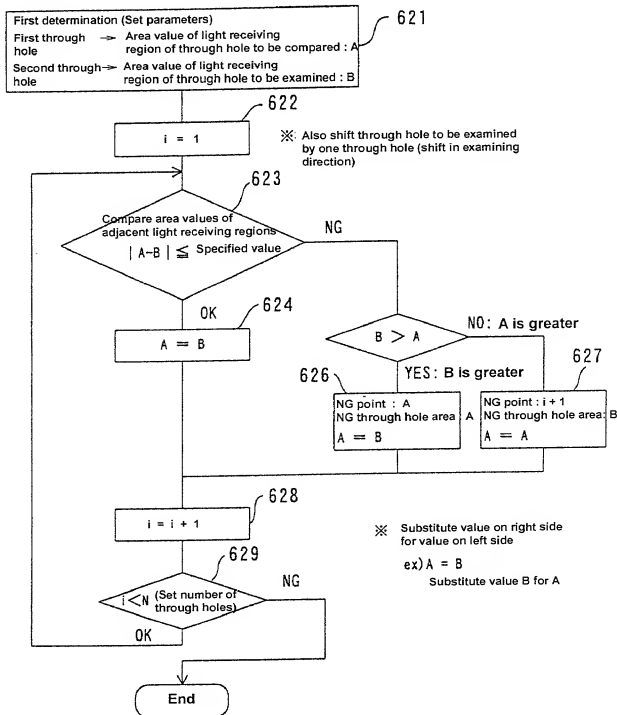 First determination (Set parameters)
First through → Area value of light receiving
hole region of through hole to be compared : A
Second through→ Area value of light receiving
hole region of through hole to be examined : B
621
622
i = 1
※: Also shift through hole to be examined
by one through hole (shift in examining
direction)
623
Compare area values of
adjacent light receiving regions
| A-B | ≦ Specified value
NG
OK
624
A = B
B > A
NO: A is greater
YES: B is greater
626
627
NG point : A
NG through hole area : A
A = B
NG point : i + 1
NG through hole area: B
A = A
628
i = i + 1
※ Substitute value on right side
for value on left side
ex) A = B
Substitute value B for A
629
i<N (Set number of
through holes)
NG
OK
End